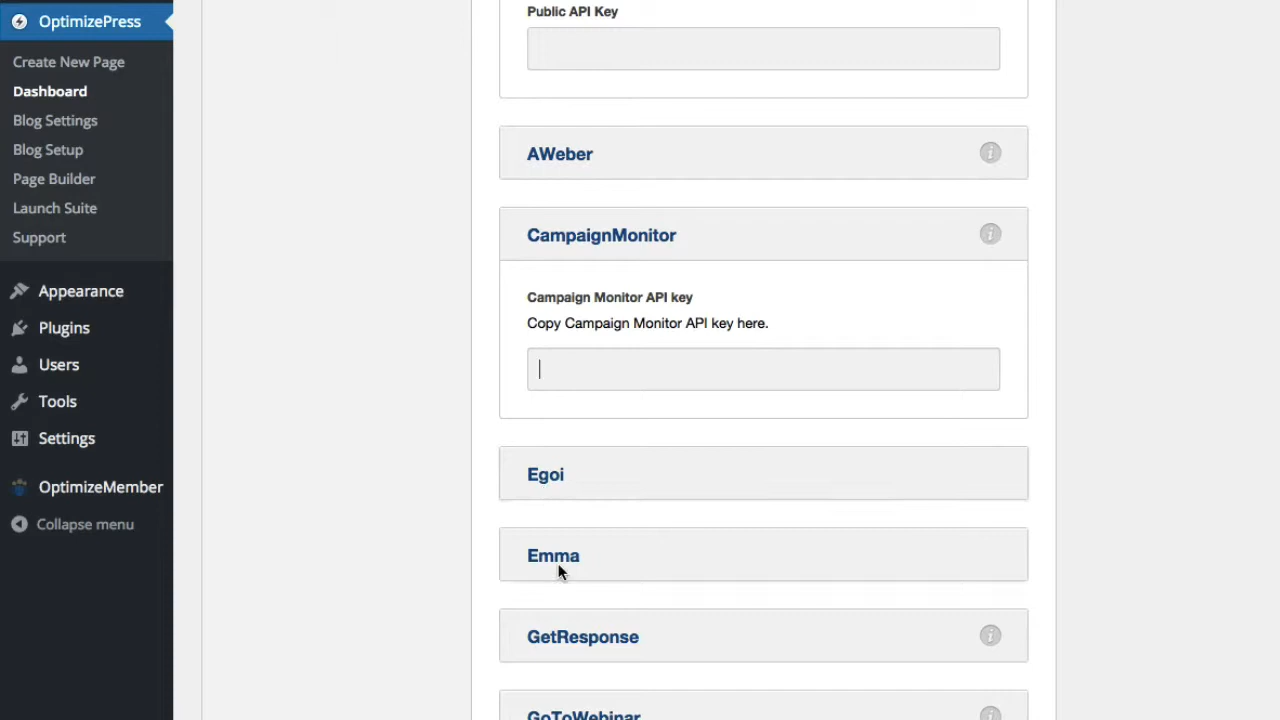 OptimizePress
Create New Page
Dashboard
Blog Settings
Blog Setup
Page Builder
Launch Suite
Support
Appearance
Plugins
Users
Tools
Settings
OptimizeMember
Collapse menu
Public API Key
AWeber
CampaignMonitor
Campaign Monitor API key
Copy Campaign Monitor API key here.
Egoi
Emma
GetResponse
GoToWebinar